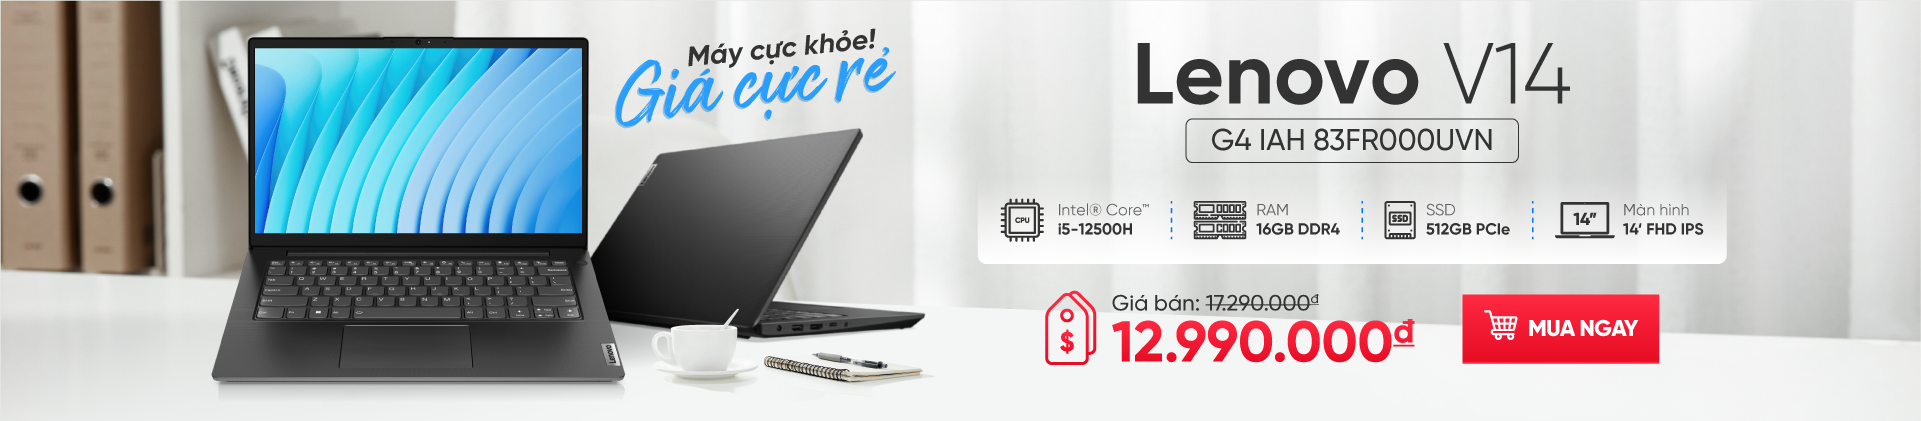 Máy cực khỏe!
Giá cực rẻ
Lenovo V14
G4 IAH 83FR000UVN
CPU
Intel® Core™
i5-12500H
RAM
16GB DDR4
SSD
SSD
512GB PCIe
14”
Màn hình
14’ FHD IPS
Giá bán: 17.290.000đ
$
12.990.000đ
MUA NGAY
Lenovo
Lenovo